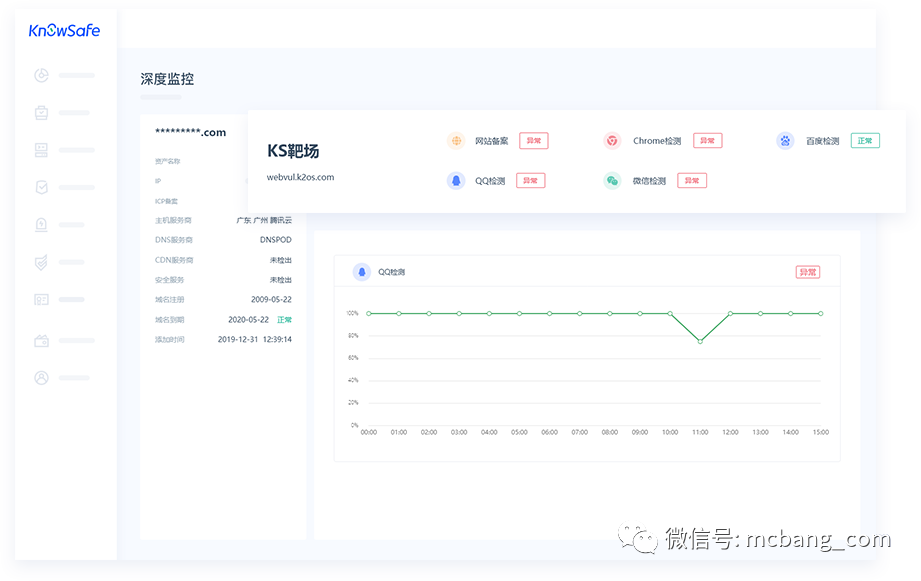 KnowSafe
深度监控
*********.com
KS靶场
webvul.k2os.com
网站备案 异常
Chrome检测 异常
百度检测 正常
QQ检测 异常
微信检测 异常
资产名称
IP
ICP备案
主机服务商 广东 广州 腾讯云
DNS服务商 DNSPOD
CDN服务商 未检出
安全服务 未检出
域名注册 2009-05-22
域名到期 2020-05-22 正常
添加时间 2019-12-31 12:39:14
QQ检测 异常
100%
80%
60%
40%
20%
0%
00:00 01:00 02:00 03:00 04:00 05:00 06:00 07:00 08:00 09:00 10:00 11:00 12:00 13:00 14:00 15:00
微信号: mcbang_com